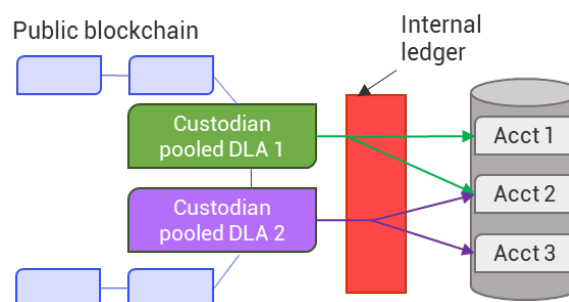 Public blockchain
Internal
ledger
Custodian
pooled DLA 1
Custodian
pooled DLA 2
Acct 1
Acct 2
Acct 3